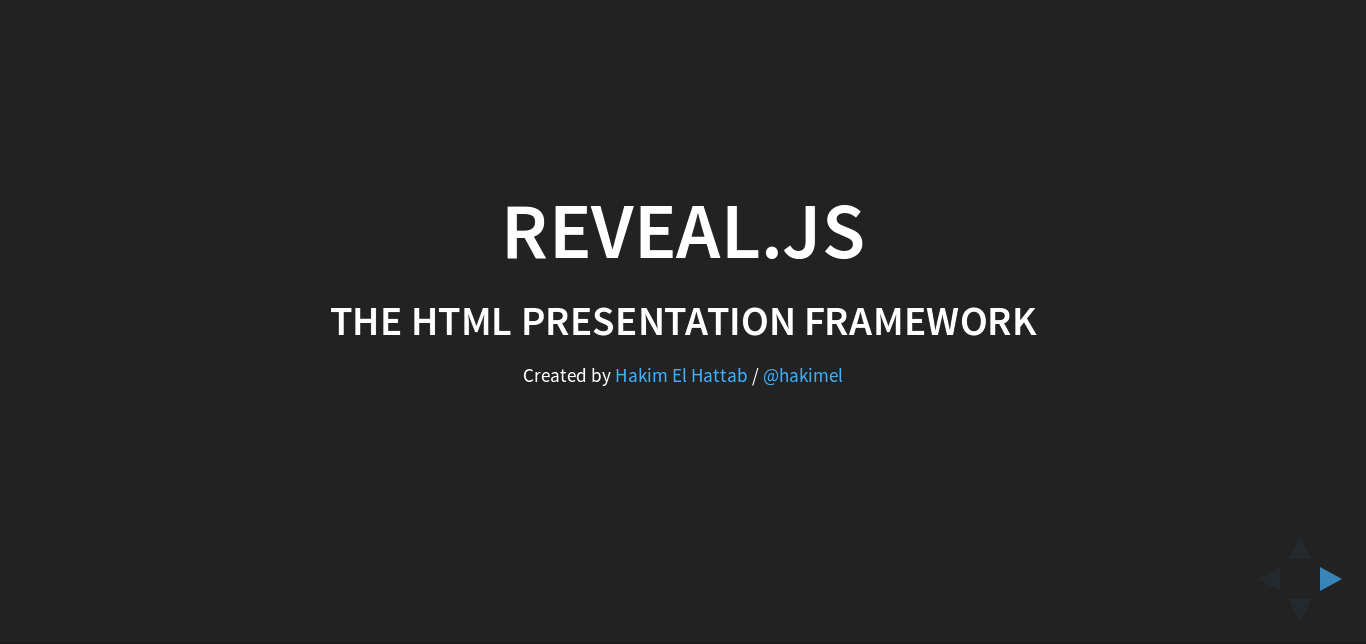 REVEAL.JS
THE HTML PRESENTATION FRAMEWORK
Created by Hakim El Hattab / @hakimel